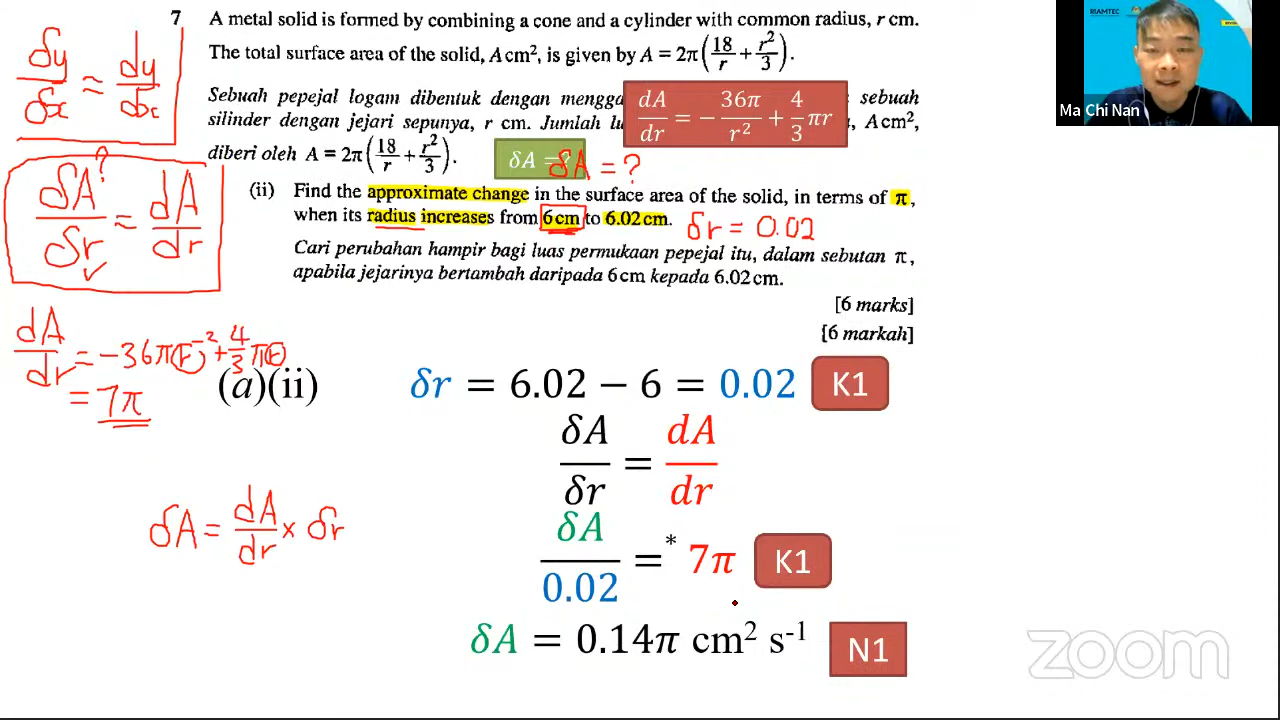 7 A metal solid is formed by combining a cone and a cylinder with common radius, r cm.
The total surface area of the solid, A cm², is given by A = 2π(18/r + r²/3).
Sebuah pepejal logam dibentuk dengan mengga sebuah
silinder dengan jejari sepunya, r cm. Jumlah lu , A cm²,
diberi oleh A = 2π(18/r + r²/3).
dA/dr = −36π/r² + 4/3 πr
δA = ?
δA = ?
(ii) Find the approximate change in the surface area of the solid, in terms of π,
when its radius increases from 6 cm to 6.02 cm.
δr = 0.02
Cari perubahan hampir bagi luas permukaan pepejal itu, dalam sebutan π,
apabila jejarinya bertambah daripada 6 cm kepada 6.02 cm.
[6 marks]
[6 markah]
δy/δx ≈ dy/dx
δA?/δr ≈ dA/dr
dA/dr = −36π(r)⁻² + 4/3 π(r)
= 7π
δA = dA/dr × δr
(a)(ii) δr = 6.02 − 6 = 0.02 K1
δA/δr = dA/dr
δA/0.02 =* 7π K1
δA = 0.14π cm² s⁻¹ N1
RIAMTEC
Ma Chi Nan
zoom